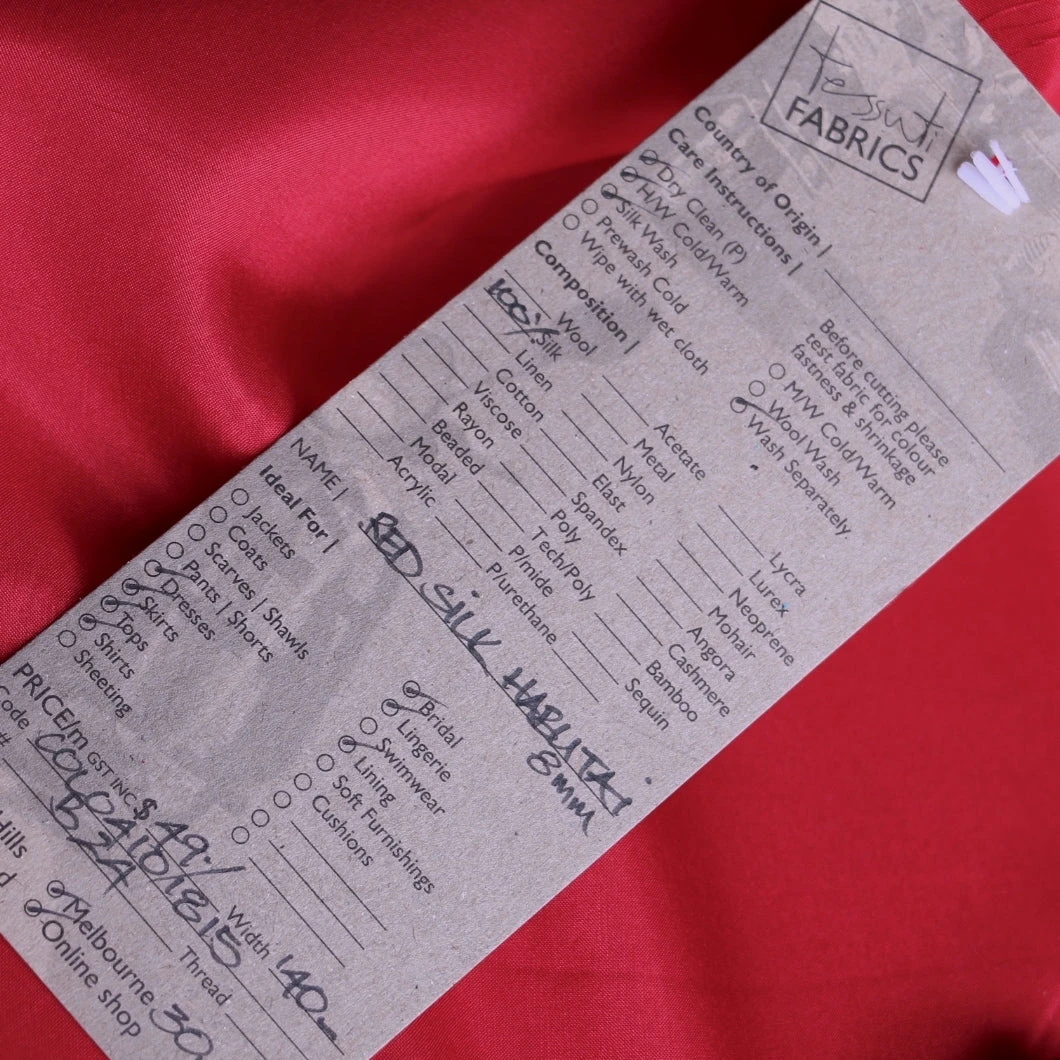 tessuti
FABRICS
Country of Origin |
Care Instructions |
Dry Clean (P)
H/W Cold/Warm
Silk Wash
Prewash Cold
Wipe with wet cloth
Before cutting please
test fabric for colour
fastness & shrinkage
M/W Cold/Warm
Wool Wash
Wash Separately
Composition |
Wool
100% Silk
Linen
Cotton
Viscose
Rayon
Beaded
Modal
Acrylic
Acetate
Metal
Nylon
Elast
Spandex
Poly
Tech/Poly
P/mide
P/urethane
Lycra
Lurex
Neoprene
Mohair
Angora
Cashmere
Bamboo
Sequin
NAME | RED SILK HABUTAI
8mm
Ideal For |
Jackets
Coats
Scarves | Shawls
Pants | Shorts
Dresses
Skirts
Tops
Shirts
Sheeting
Bridal
Lingerie
Swimwear
Lining
Soft Furnishings
Cushions
PRICE/m GST INC $49./ Width 140
Code
# B2A Thread
Hills
Melbourne 30
Online shop